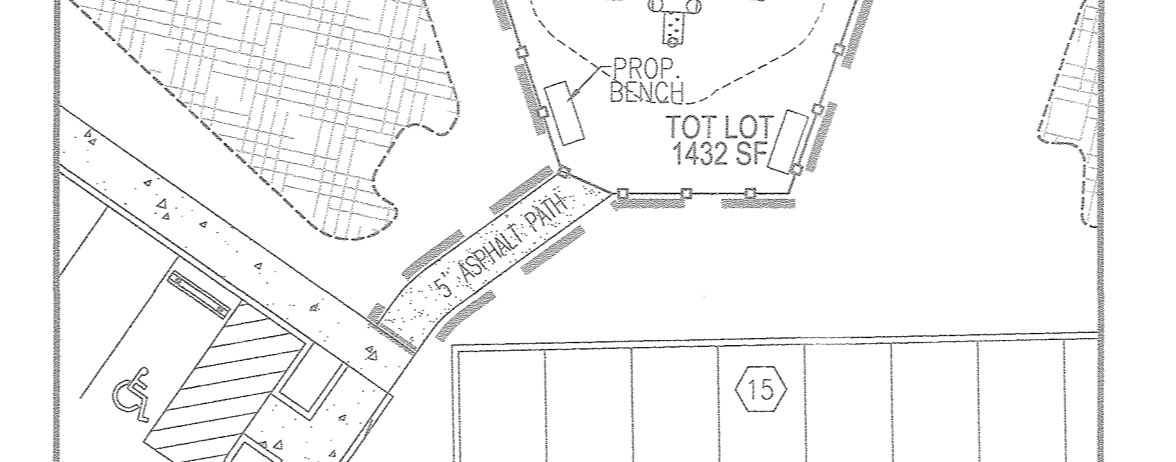 PROP.
BENCH
TOT LOT
1432 SF
5' ASPHALT PATH
15